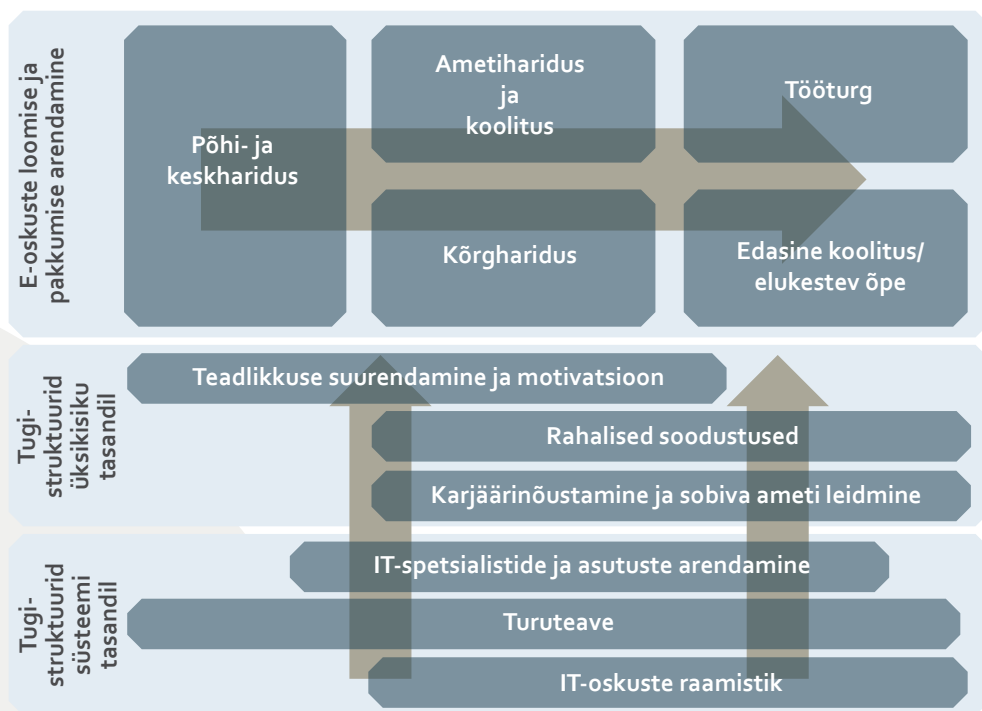 E-oskuste loomise ja
pakkumise arendamine
Põhi- ja
keskharidus
Ametiharidus
ja
koolitus
Kõrgharidus
Tööturg
Edasine koolitus/
elukestev õpe
Tugi-
struktuurid
üksikisiku
tasandil
Teadlikkuse suurendamine ja motivatsioon
Rahalised soodustused
Karjäärinõustamine ja sobiva ameti leidmine
Tugi-
struktuurid
süsteemi
tasandil
IT-spetsialistide ja asutuste arendamine
Turuteave
IT-oskuste raamistik